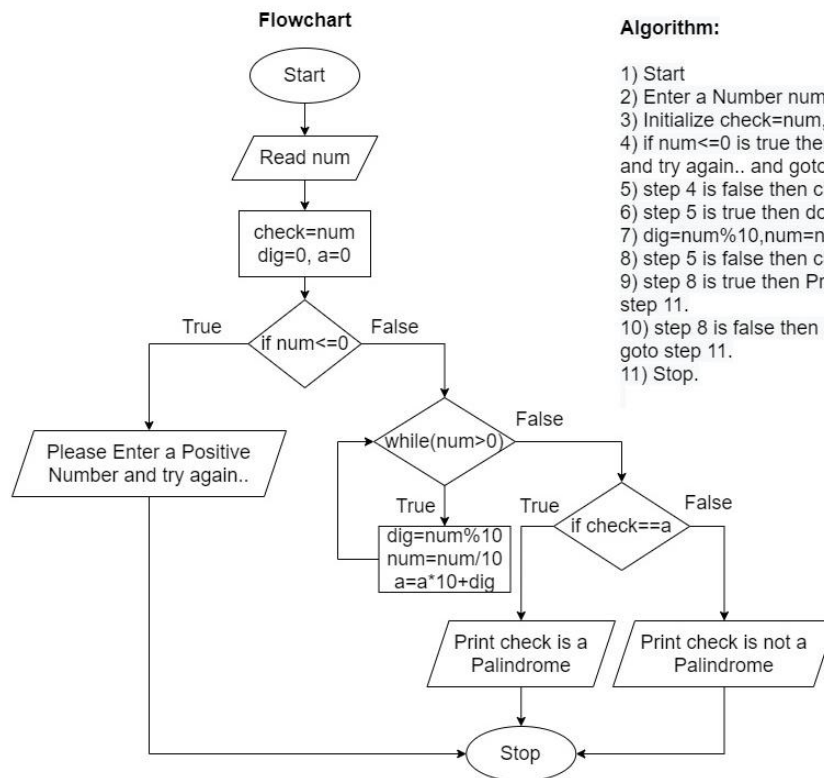 Flowchart
Start
Read num
check=num
dig=0, a=0
True
if num<=0
False
Please Enter a Positive
Number and try again..
while(num>0)
False
True
dig=num%10
num=num/10
a=a*10+dig
True
if check==a
False
Print check is a
Palindrome
Print check is not a
Palindrome
Stop
Algorithm:
1) Start
2) Enter a Number num
3) Initialize check=num,
4) if num<=0 is true the
and try again.. and goto
5) step 4 is false then c
6) step 5 is true then do
7) dig=num%10,num=n
8) step 5 is false then c
9) step 8 is true then Pr
step 11.
10) step 8 is false then
goto step 11.
11) Stop.